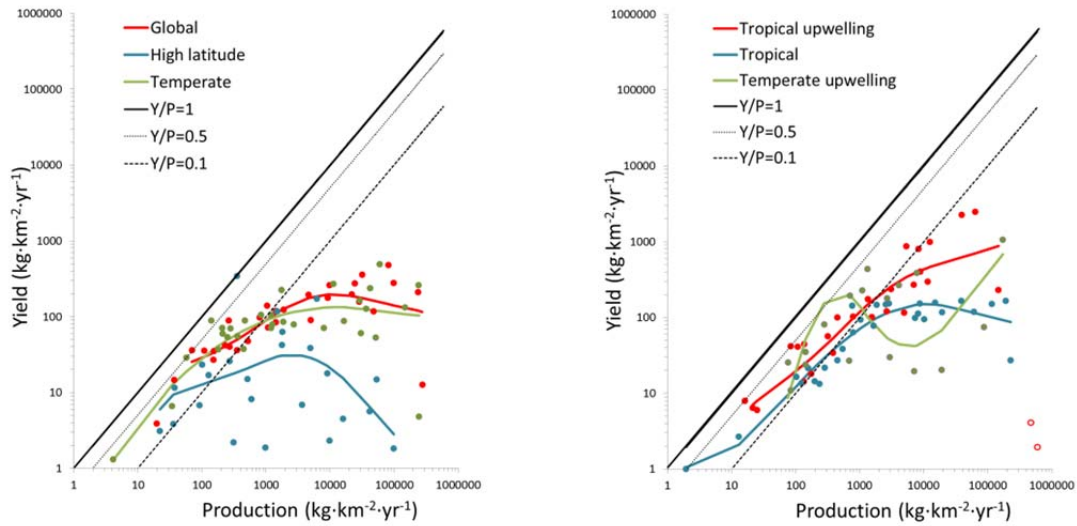 1000000
100000
10000
1000
100
10
1
Yield (kg·km⁻²·yr⁻¹)
Global
High latitude
Temperate
Y/P=1
Y/P=0.5
Y/P=0.1
1 10 100 1000 10000 100000 1000000
Production (kg·km⁻²·yr⁻¹)
1000000
100000
10000
1000
100
10
1
Yield (kg·km⁻²·yr⁻¹)
Tropical upwelling
Tropical
Temperate upwelling
Y/P=1
Y/P=0.5
Y/P=0.1
1 10 100 1000 10000 100000 1000000
Production (kg·km⁻²·yr⁻¹)